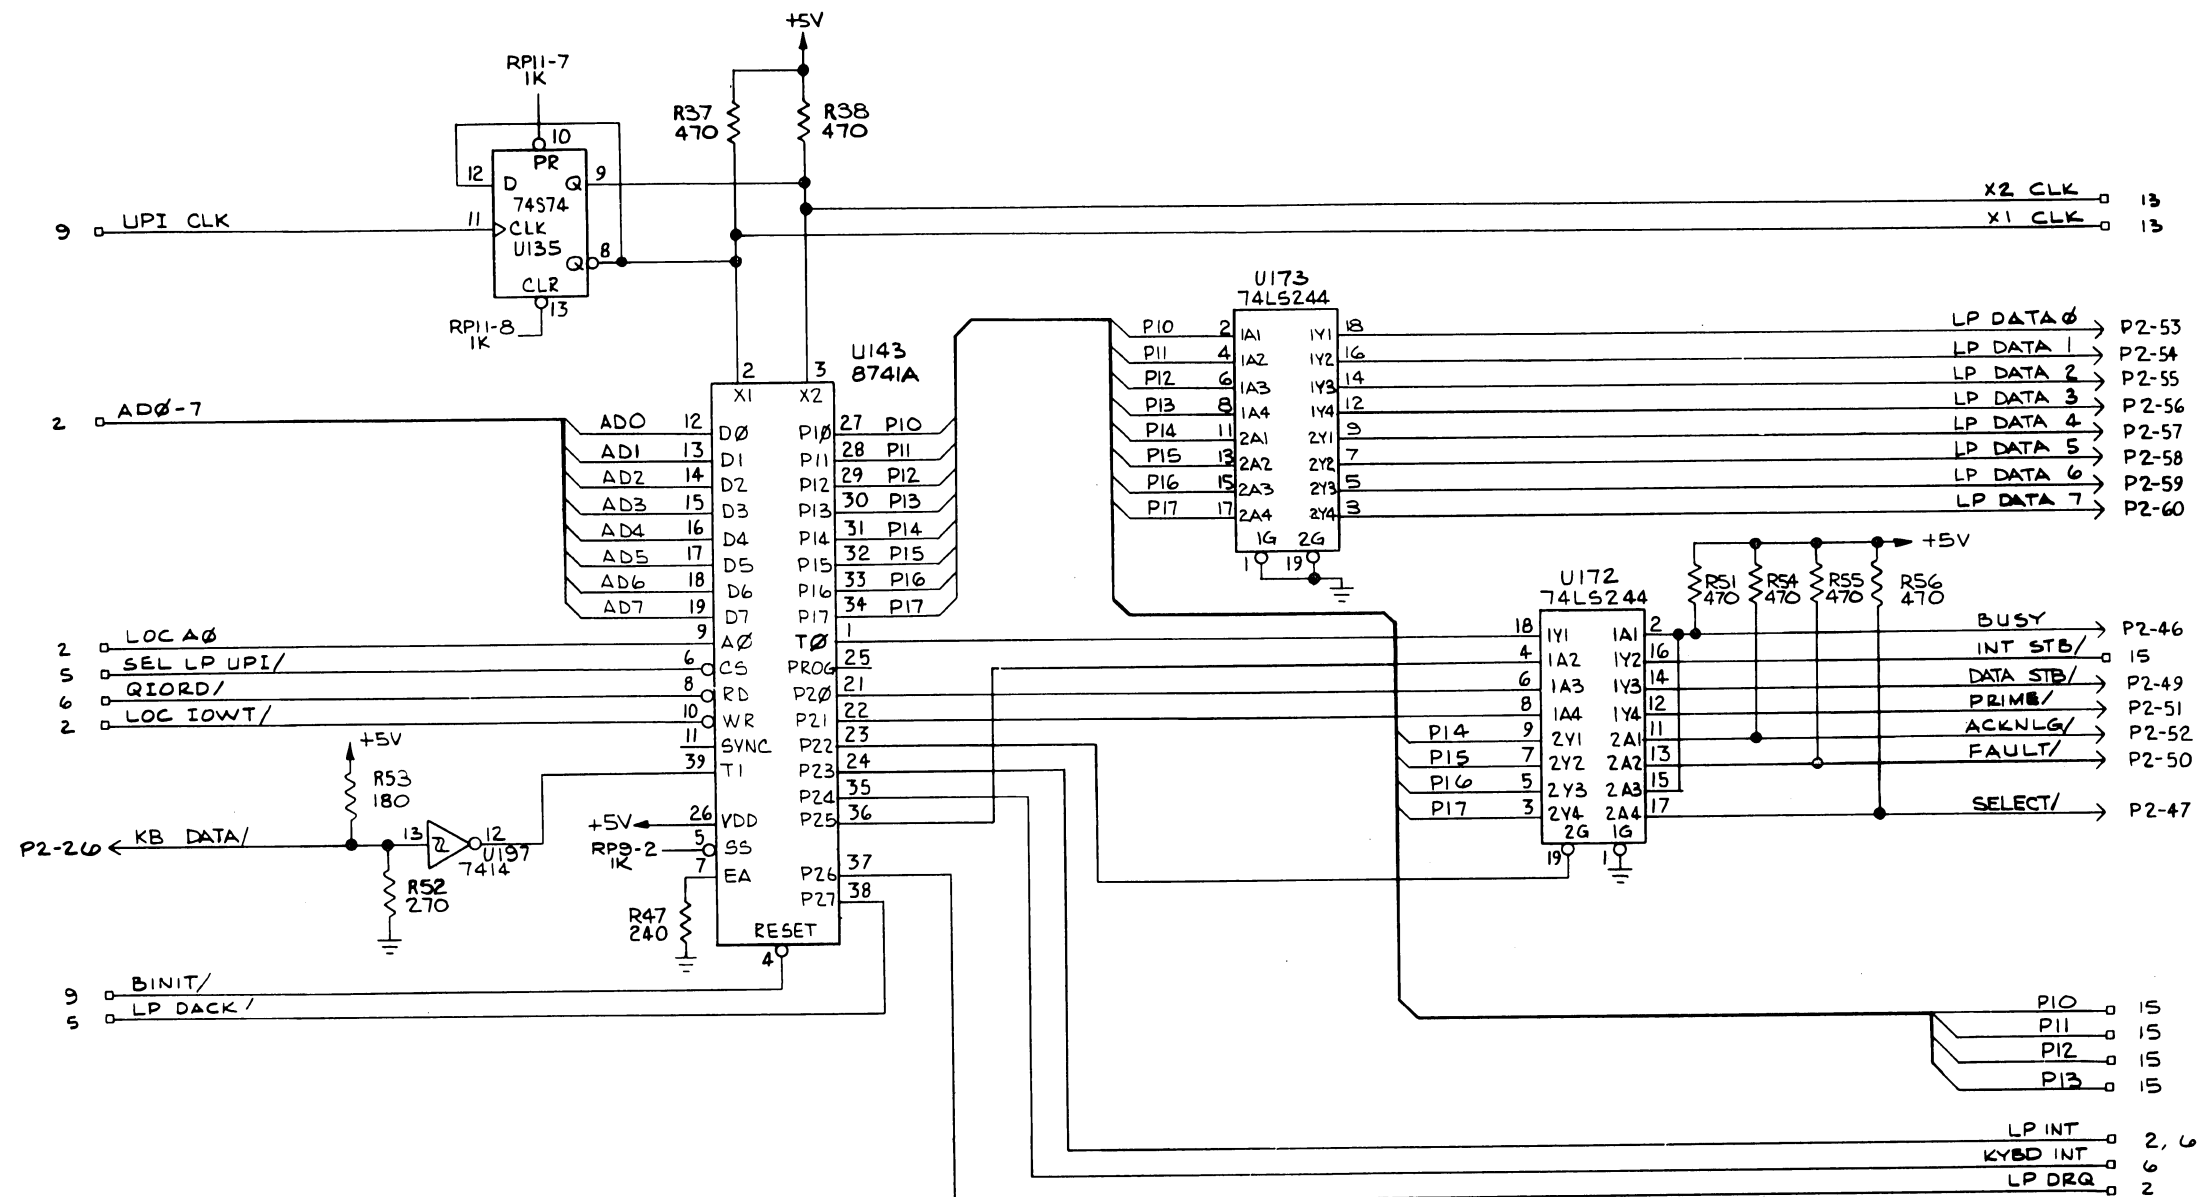 +5V
RP11-7
1K
R37
470
R38
470
10
PR
12
D
Q
9
74S74
11
CLK
U135
Q
8
CLR
13
RP11-8
1K
9
UPI CLK
X2 CLK
13
X1 CLK
13
U143
8741A
2
3
X1
X2
2
ADØ-7
AD0 12 DØ
AD1 13 D1
AD2 14 D2
AD3 15 D3
AD4 16 D4
AD5 17 D5
AD6 18 D6
AD7 19 D7
2 LOC AØ 9 AØ
5 SEL LP UPI/ 6 CS
6 QIORD/ 8 RD
2 LOC IOWT/ 10 WR
11 SYNC
39 T1
+5V 26 VDD
RP9-2 5 SS
1K
7 EA
R47
240
RESET
4
P1Ø 27 P10
P11 28 P11
P12 29 P12
P13 30 P13
P14 31 P14
P15 32 P15
P16 33 P16
P17 34 P17
TØ 1
PROG 25
P2Ø 21
P21 22
P22 23
P23 24
P24 35
P25 36
P26 37
P27 38
+5V
R53
180
P2-26 KB DATA/
13
12
U197
7414
R52
270
9 BINIT/
5 LP DACK/
U173
74LS244
P10 2 1A1 1Y1 18 LP DATA Ø P2-53
P11 4 1A2 1Y2 16 LP DATA 1 P2-54
P12 6 1A3 1Y3 14 LP DATA 2 P2-55
P13 8 1A4 1Y4 12 LP DATA 3 P2-56
P14 11 2A1 2Y1 9 LP DATA 4 P2-57
P15 13 2A2 2Y2 7 LP DATA 5 P2-58
P16 15 2A3 2Y3 5 LP DATA 6 P2-59
P17 17 2A4 2Y4 3 LP DATA 7 P2-60
1G 2G
1 19
+5V
R51
470
R54
470
R55
470
R56
470
U172
74LS244
18 1Y1 1A1 2 BUSY P2-46
4 1A2 1Y2 16 INT STB/ 15
6 1A3 1Y3 14 DATA STB/ P2-49
8 1A4 1Y4 12 PRIME/ P2-51
P14 9 2Y1 2A1 11 ACKNLG/ P2-52
P15 7 2Y2 2A2 13 FAULT/ P2-50
P16 5 2Y3 2A3 15
P17 3 2Y4 2A4 17 SELECT/ P2-47
2G 1G
19 1
P10 15
P11 15
P12 15
P13 15
LP INT 2, 6
KYBD INT 6
LP DRQ 2